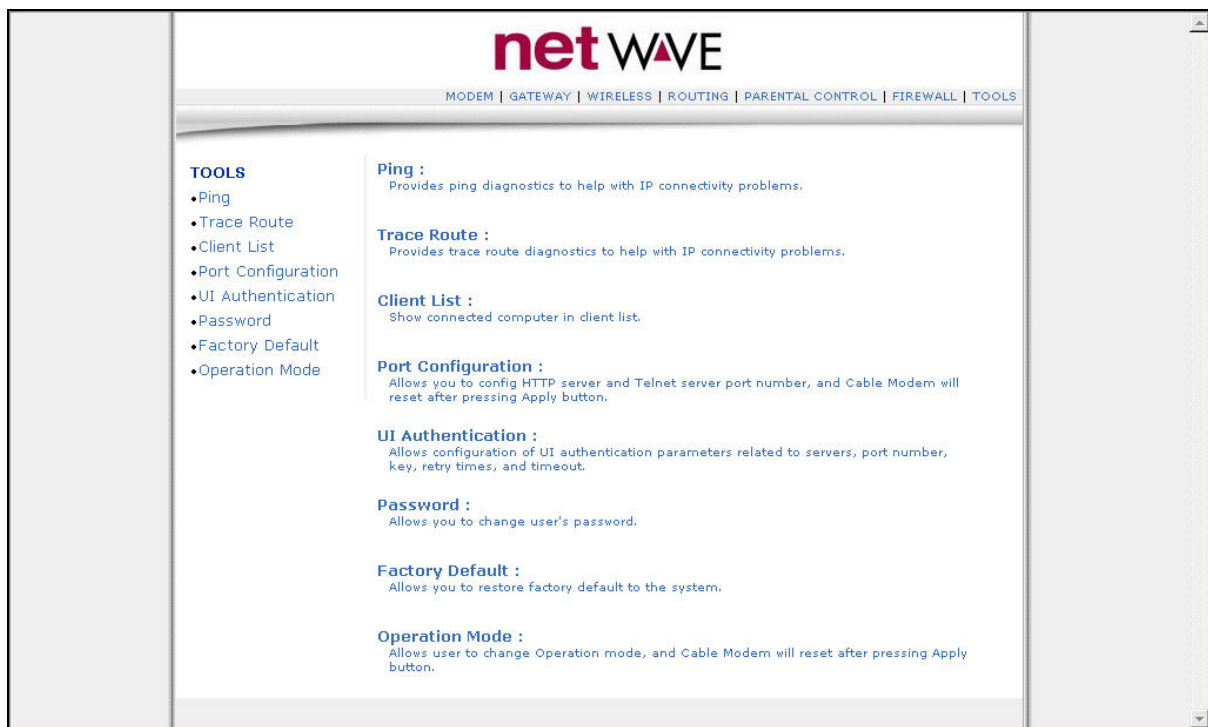 net WAVE
MODEM | GATEWAY | WIRELESS | ROUTING | PARENTAL CONTROL | FIREWALL | TOOLS
TOOLS
•Ping
•Trace Route
•Client List
•Port Configuration
•UI Authentication
•Password
•Factory Default
•Operation Mode
Ping :
Provides ping diagnostics to help with IP connectivity problems.
Trace Route :
Provides trace route diagnostics to help with IP connectivity problems.
Client List :
Show connected computer in client list.
Port Configuration :
Allows you to config HTTP server and Telnet server port number, and Cable Modem will
reset after pressing Apply button.
UI Authentication :
Allows configuration of UI authentication parameters related to servers, port number,
key, retry times, and timeout.
Password :
Allows you to change user's password.
Factory Default :
Allows you to restore factory default to the system.
Operation Mode :
Allows user to change Operation mode, and Cable Modem will reset after pressing Apply
button.